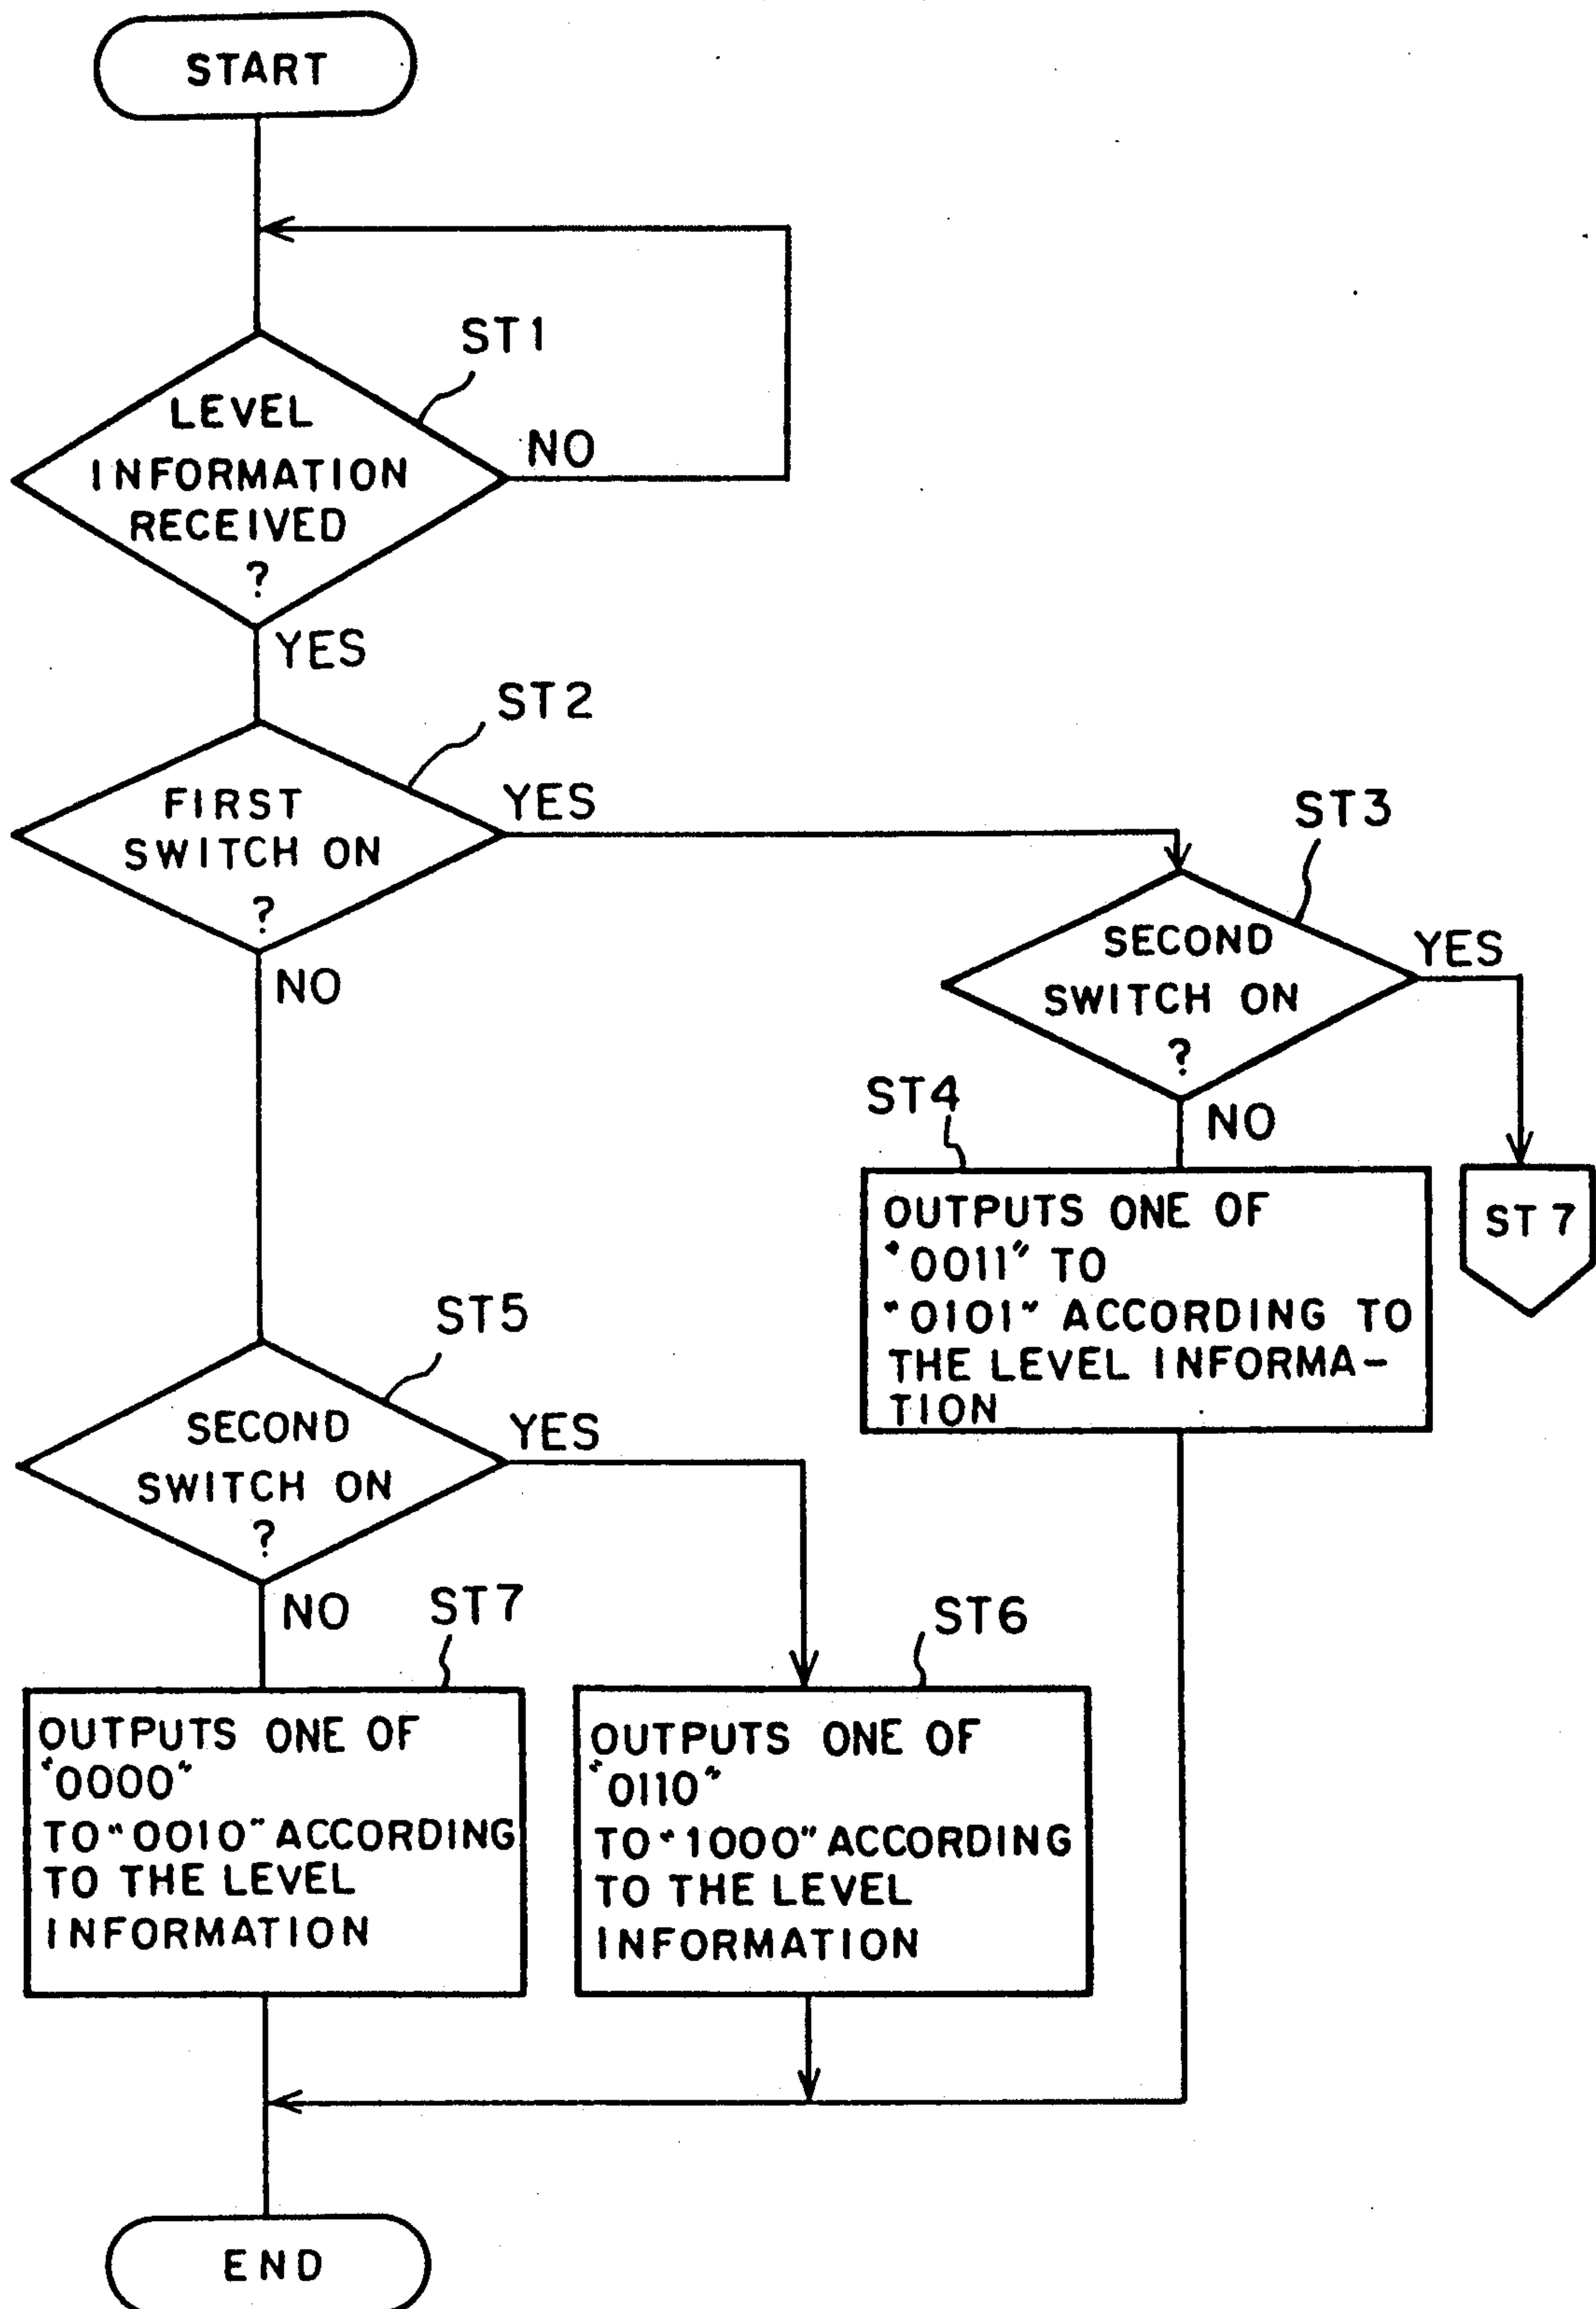 START
ST1
LEVEL
INFORMATION
RECEIVED
?
NO
YES
ST2
FIRST
SWITCH ON
?
YES
NO
ST3
SECOND
SWITCH ON
?
YES
NO
ST4
OUTPUTS ONE OF
"0011" TO
"0101" ACCORDING TO
THE LEVEL INFORMA-
TION
ST 7
ST5
SECOND
SWITCH ON
?
YES
NO
ST7
OUTPUTS ONE OF
"0000"
TO "0010" ACCORDING
TO THE LEVEL
INFORMATION
ST6
OUTPUTS ONE OF
"0110"
TO "1000" ACCORDING
TO THE LEVEL
INFORMATION
END